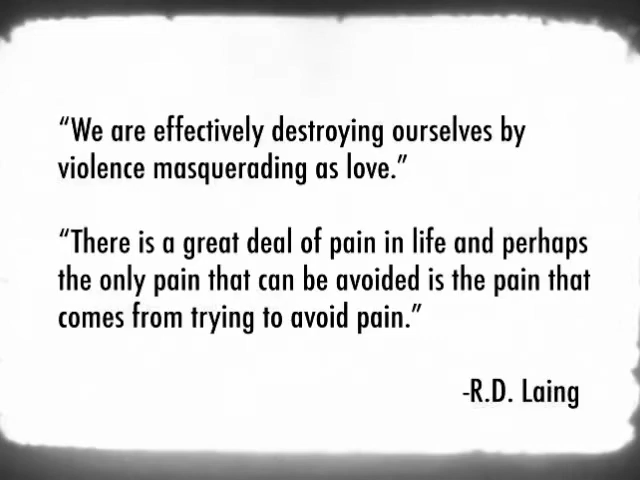 “We are effectively destroying ourselves by
violence masquerading as love.”
“There is a great deal of pain in life and perhaps
the only pain that can be avoided is the pain that
comes from trying to avoid pain.”
-R.D. Laing